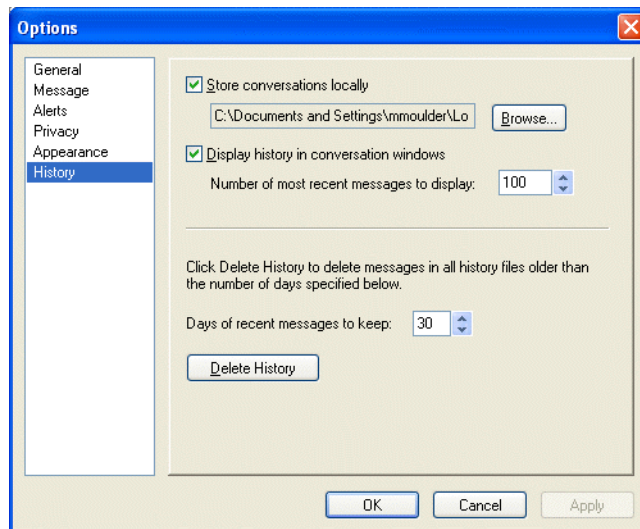 Options
General
Message
Alerts
Privacy
Appearance
History
Store conversations locally
C:\Documents and Settings\mmoulder\Lo
Browse...
Display history in conversation windows
Number of most recent messages to display: 100
Click Delete History to delete messages in all history files older than
the number of days specified below.
Days of recent messages to keep: 30
Delete History
OK Cancel Apply